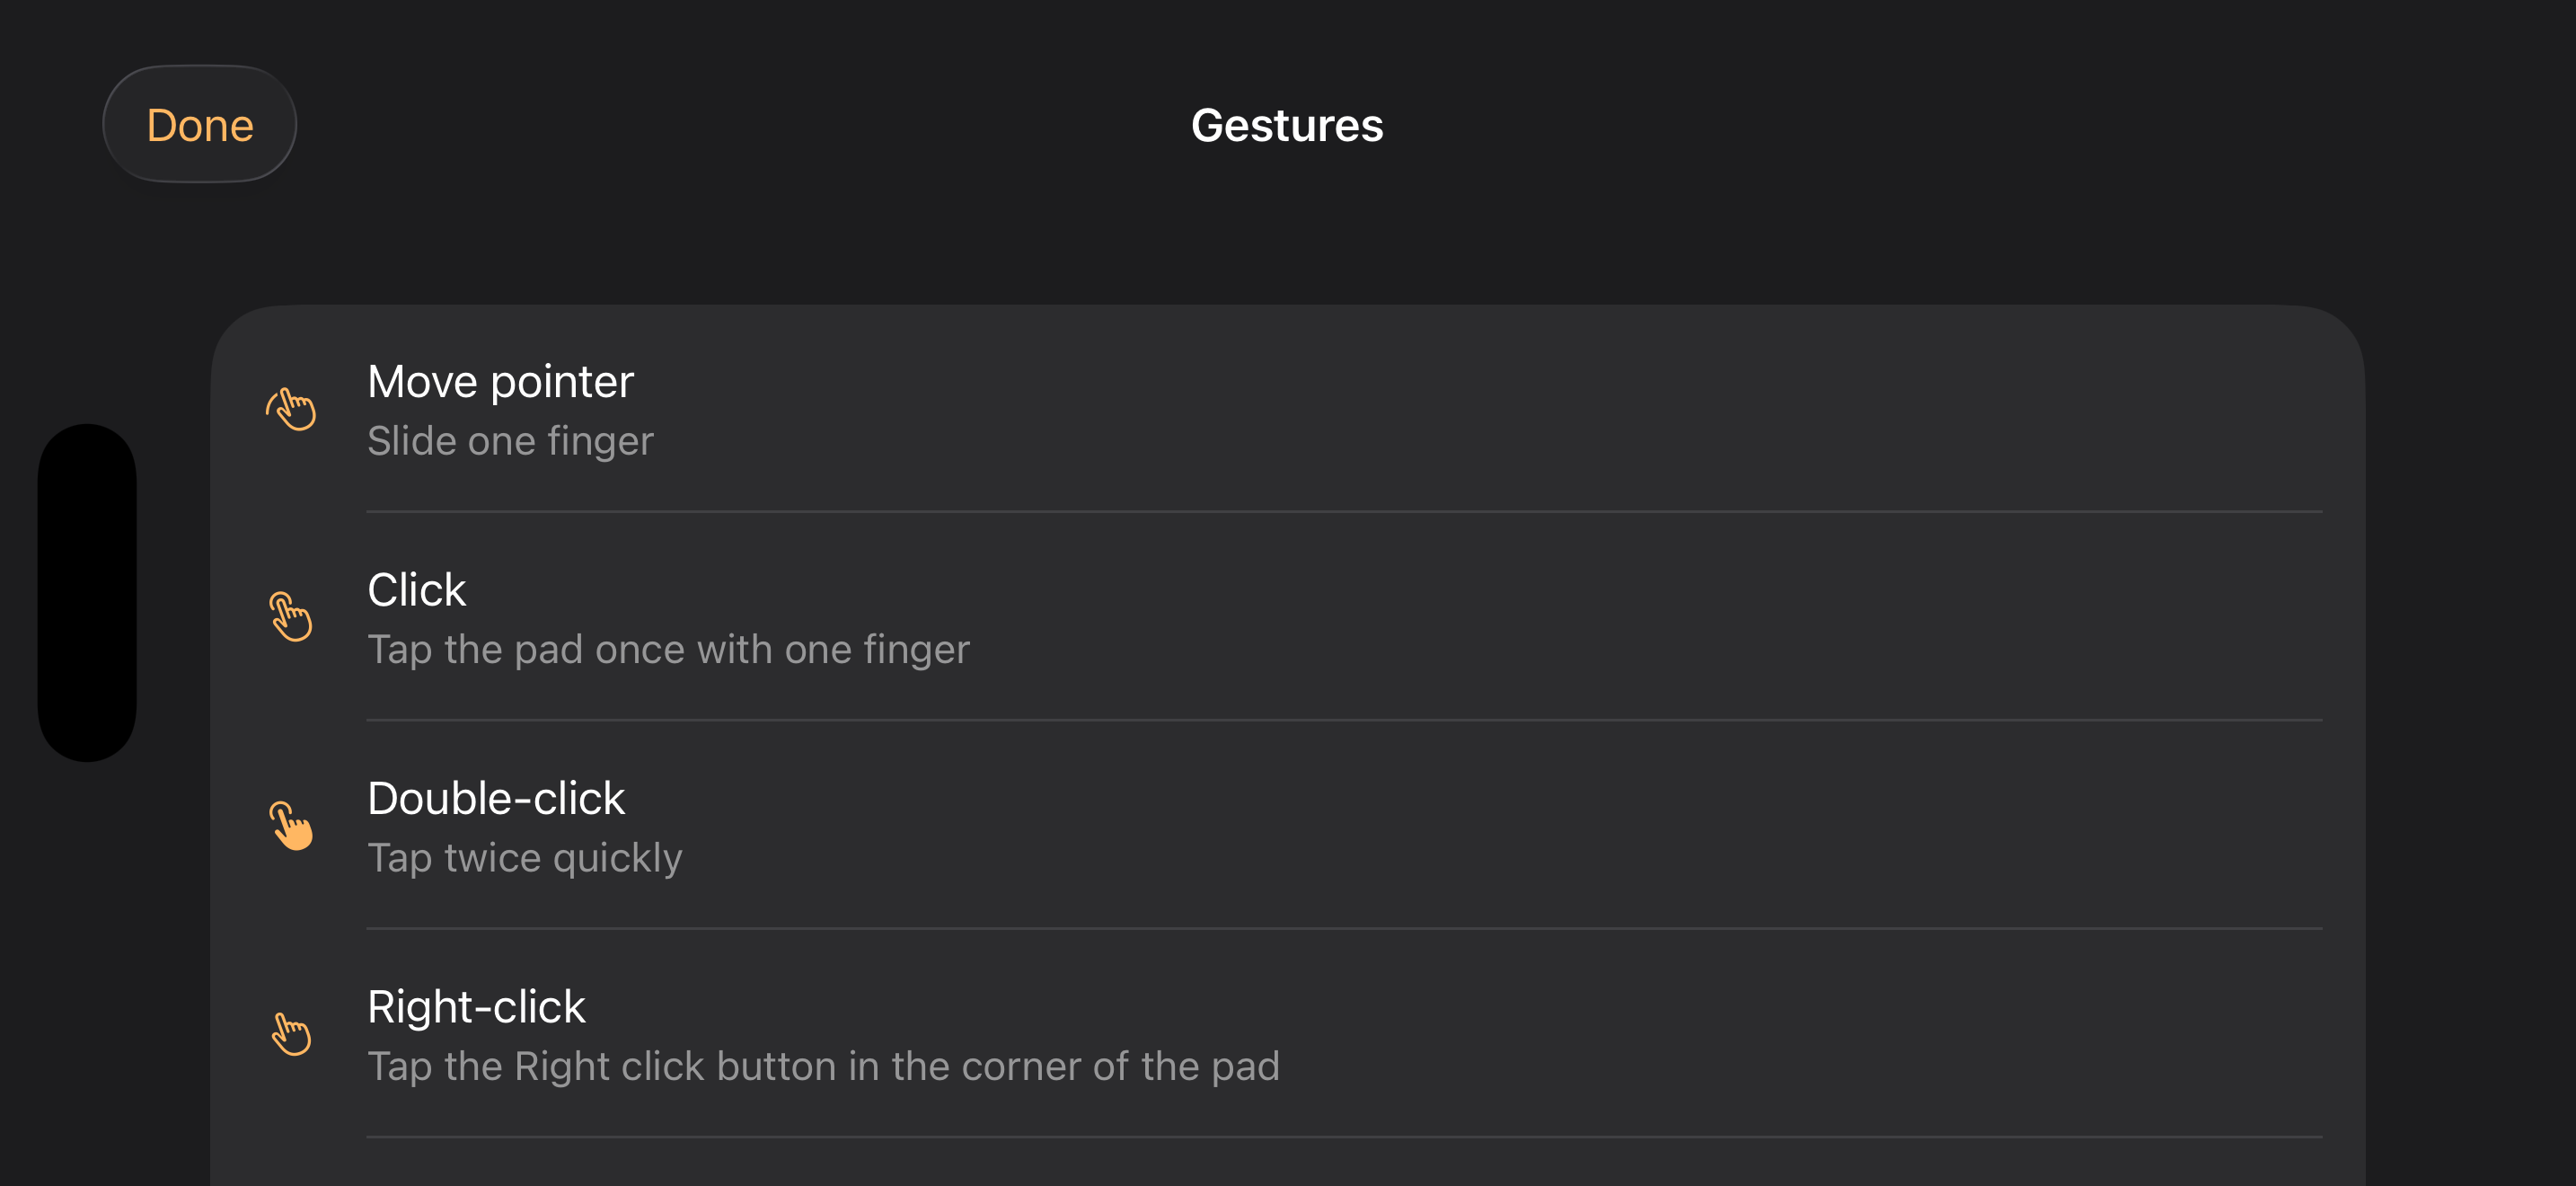 Done
Gestures
Move pointer
Slide one finger
Click
Tap the pad once with one finger
Double-click
Tap twice quickly
Right-click
Tap the Right click button in the corner of the pad